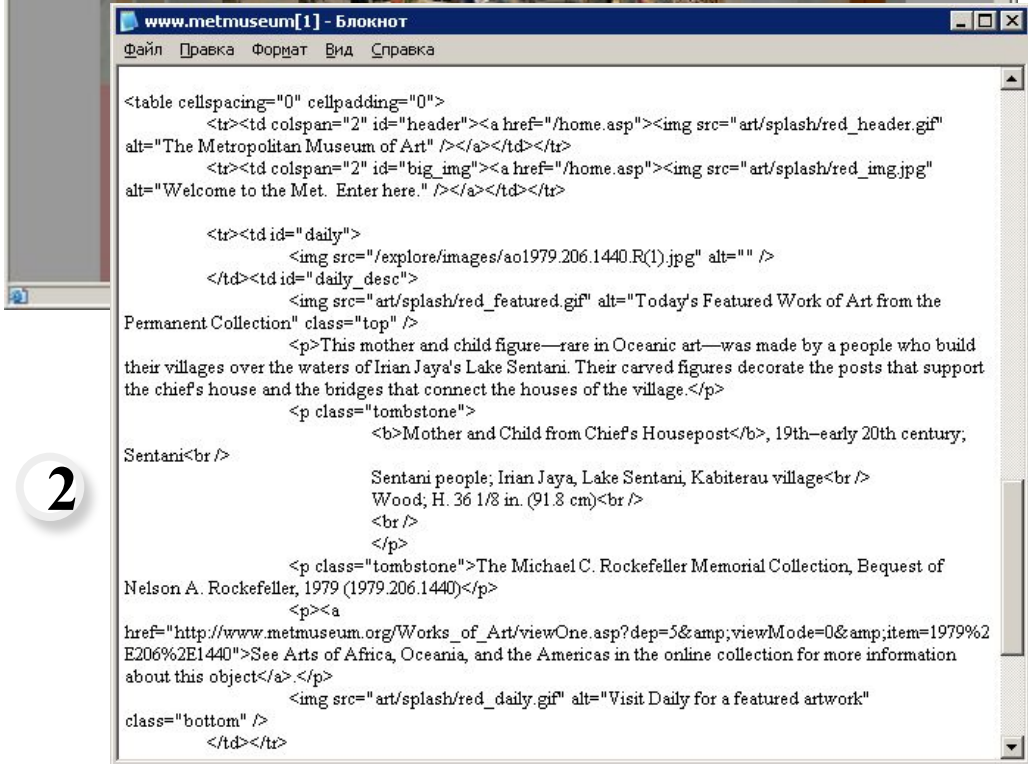 www.metmuseum[1] - Блокнот
Файл Правка Формат Вид Справка
<table cellspacing="0" cellpadding="0">
<tr><td colspan="2" id="header"><a href="/home.asp"><img src="art/splash/red_header.gif"
alt="The Metropolitan Museum of Art" /></a></td></tr>
<tr><td colspan="2" id="big_img"><a href="/home.asp"><img src="art/splash/red_img.jpg"
alt="Welcome to the Met.  Enter here." /></a></td></tr>
<tr><td id="daily">
<img src="/explore/images/ao1979.206.1440.R(1).jpg" alt="" />
</td><td id="daily_desc">
<img src="art/splash/red_featured.gif" alt="Today's Featured Work of Art from the
Permanent Collection" class="top" />
<p>This mother and child figure—rare in Oceanic art—was made by a people who build
their villages over the waters of Irian Jaya's Lake Sentani. Their carved figures decorate the posts that support
the chief's house and the bridges that connect the houses of the village.</p>
<p class="tombstone">
<b>Mother and Child from Chief's Housepost</b>, 19th–early 20th century;
Sentani<br />
Sentani people; Irian Jaya, Lake Sentani, Kabiterau village<br />
Wood; H. 36 1/8 in. (91.8 cm)<br />
<br />
</p>
<p class="tombstone">The Michael C. Rockefeller Memorial Collection, Bequest of
Nelson A. Rockefeller, 1979 (1979.206.1440)</p>
<p><a
href="http://www.metmuseum.org/Works_of_Art/viewOne.asp?dep=5&amp;viewMode=0&amp;item=1979%2
E206%2E1440">See Arts of Africa, Oceania, and the Americas in the online collection for more information
about this object</a>.</p>
<img src="art/splash/red_daily.gif" alt="Visit Daily for a featured artwork"
class="bottom" />
</td></tr>
2